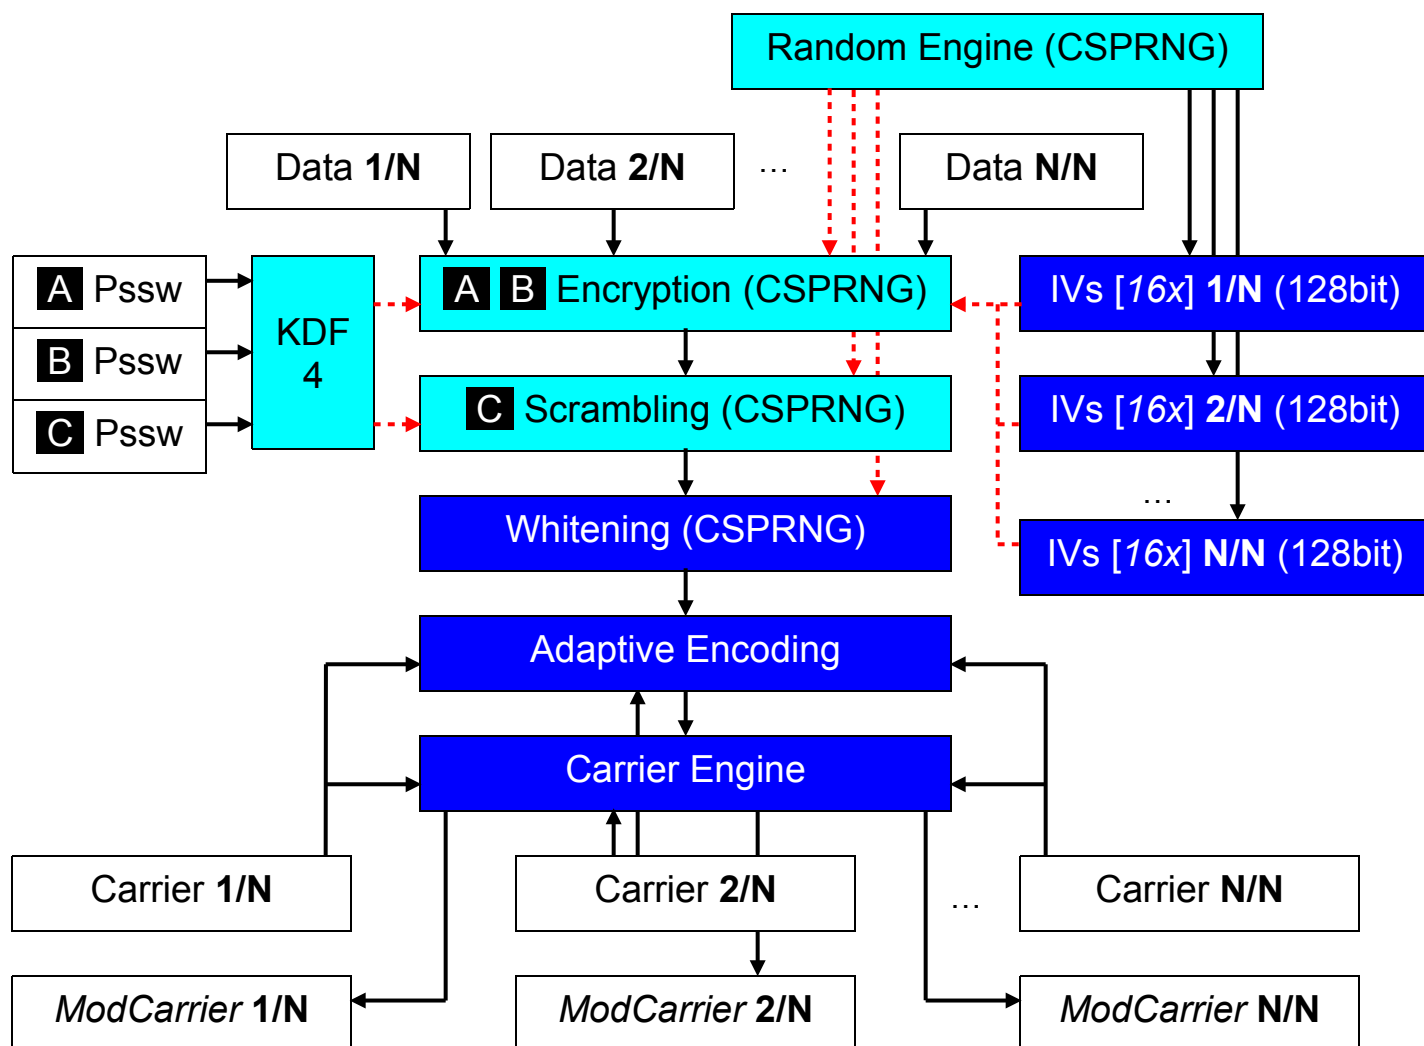 Random Engine (CSPRNG)
Data 1/N
Data 2/N
...
Data N/N
A Pssw
B Pssw
C Pssw
KDF
4
A B Encryption (CSPRNG)
IVs [16x] 1/N (128bit)
C Scrambling (CSPRNG)
IVs [16x] 2/N (128bit)
...
Whitening (CSPRNG)
IVs [16x] N/N (128bit)
Adaptive Encoding
Carrier Engine
Carrier 1/N
Carrier 2/N
...
Carrier N/N
ModCarrier 1/N
ModCarrier 2/N
ModCarrier N/N